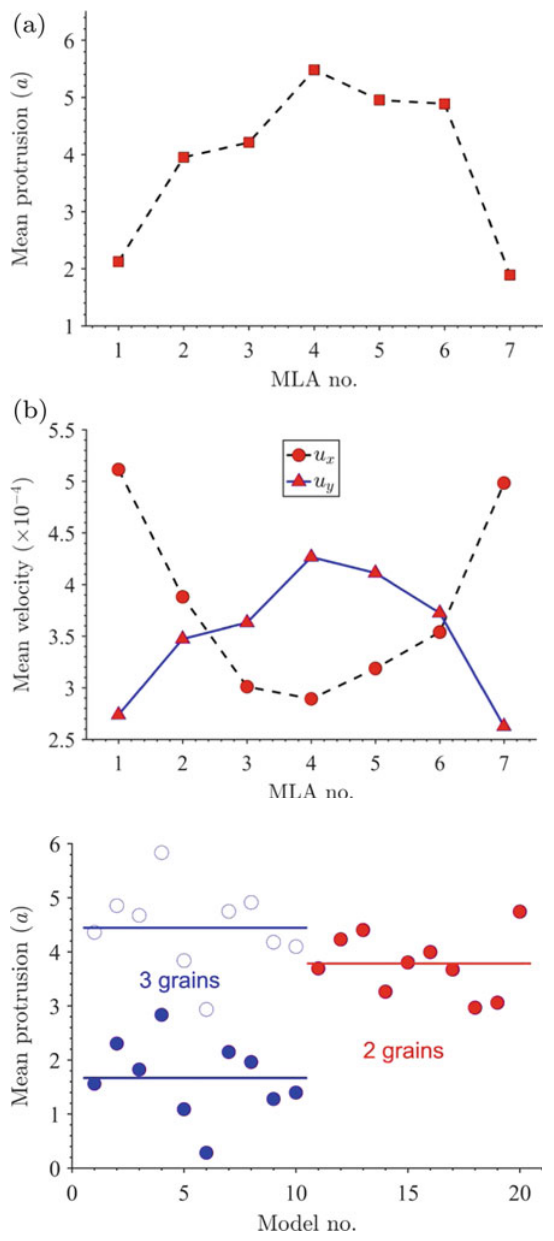 (a)
Mean protrusion (a)
6
5
4
3
2
1
1 2 3 4 5 6 7
MLA no.
(b)
Mean velocity (×10⁻⁴)
5.5
5
4.5
4
3.5
3
2.5
u_x
u_y
1 2 3 4 5 6 7
MLA no.
Mean protrusion (a)
6
5
4
3
2
1
0
3 grains
2 grains
0 5 10 15 20
Model no.